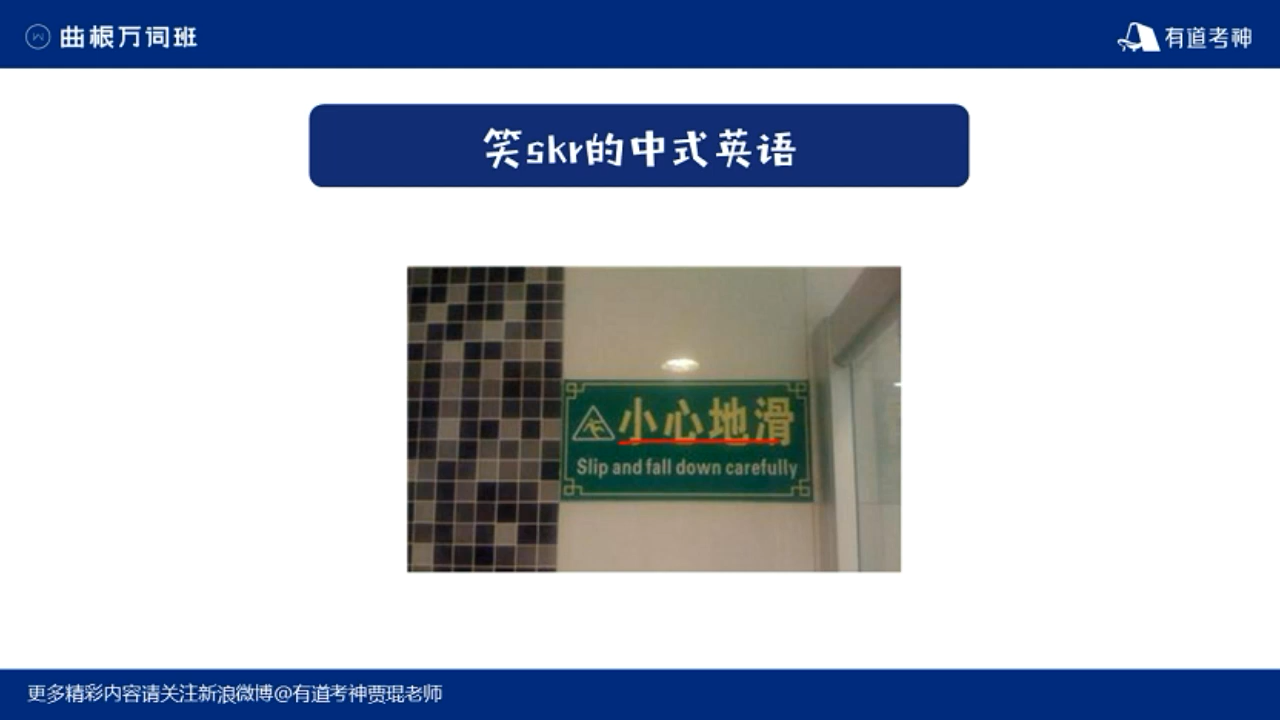 曲根万词班
有道考神
笑skr的中式英语
小心地滑
Slip and fall down carefully
更多精彩内容请关注新浪微博@有道考神贾琨老师